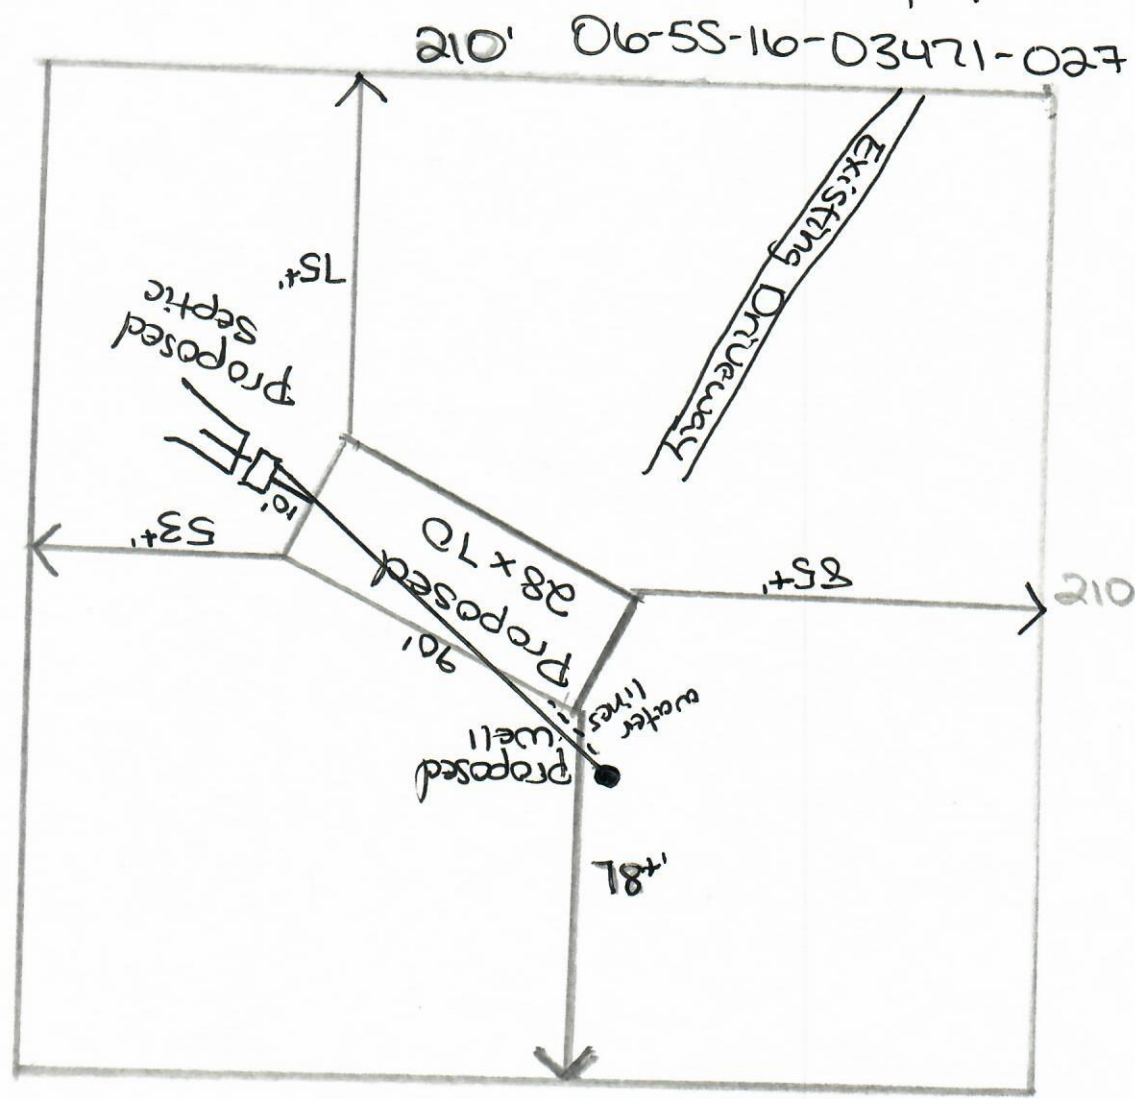 210' 06-5S-16-03471-027
Existing Driveway
75+'
proposed
septic
10'
53+'
Proposed
28 x 70
90'
85+'
210
water
lines
proposed
well
78+'